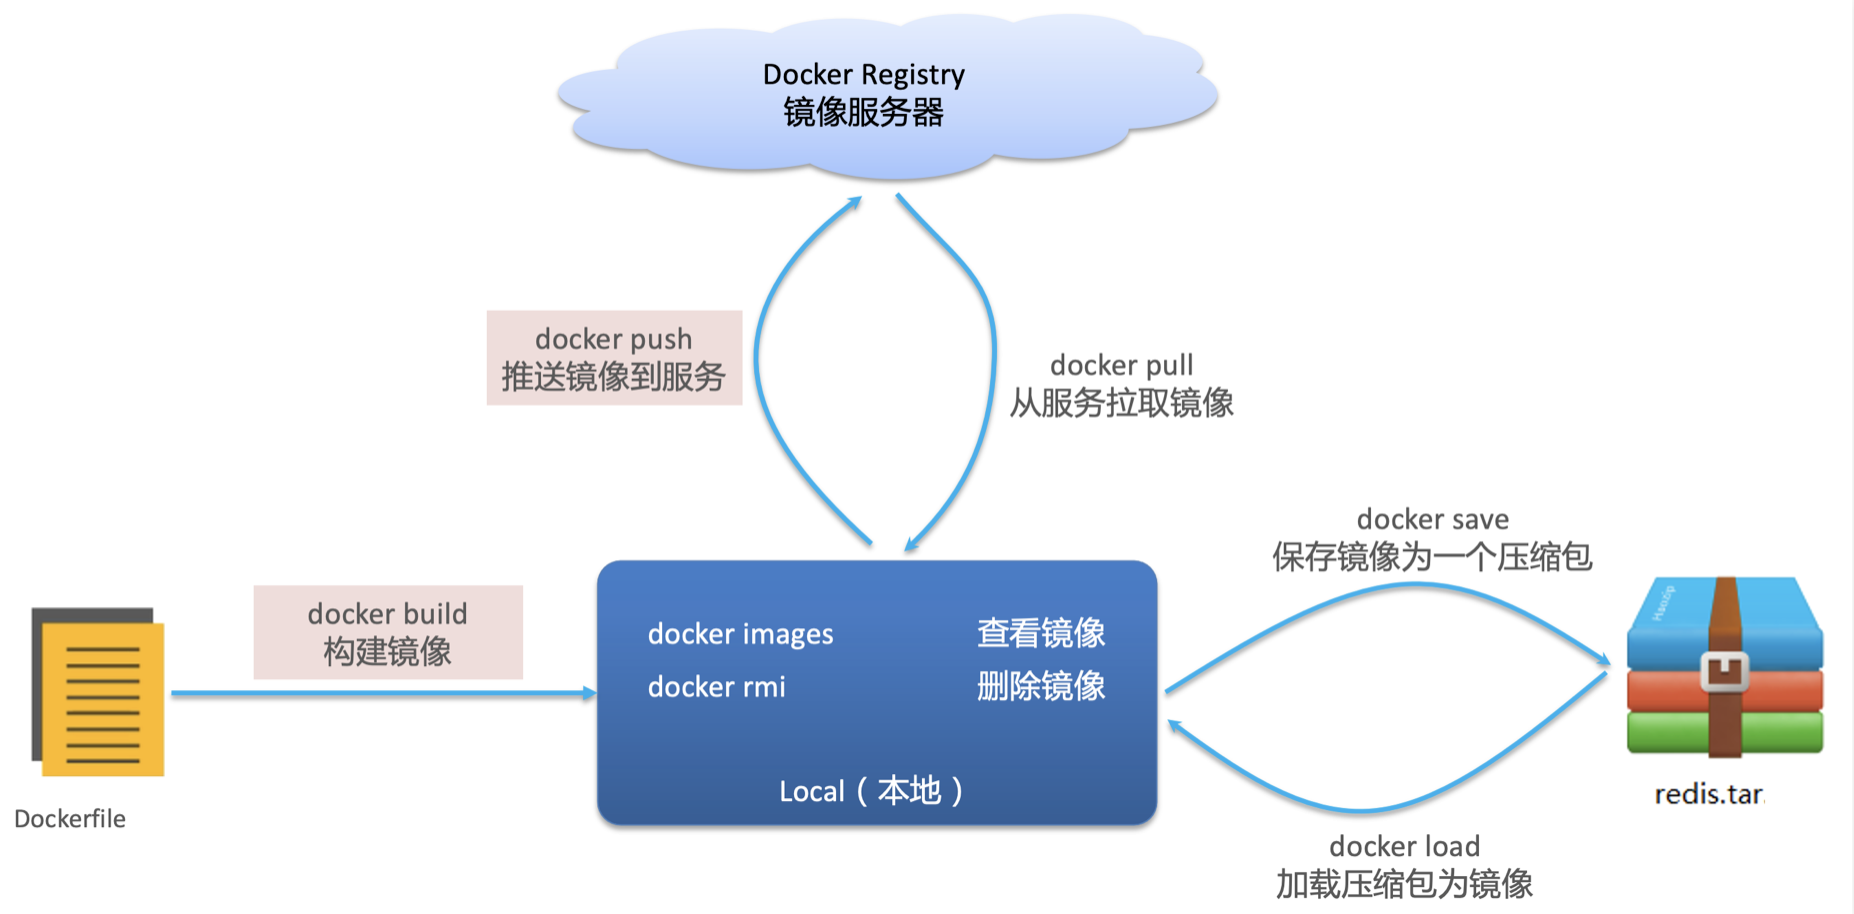 Docker Registry
镜像服务器
docker push
推送镜像到服务
docker pull
从服务拉取镜像
docker save
保存镜像为一个压缩包
docker build
构建镜像
docker images 查看镜像
docker rmi 删除镜像
Local（本地）
Haozip
redis.tar.
Dockerfile
docker load
加载压缩包为镜像